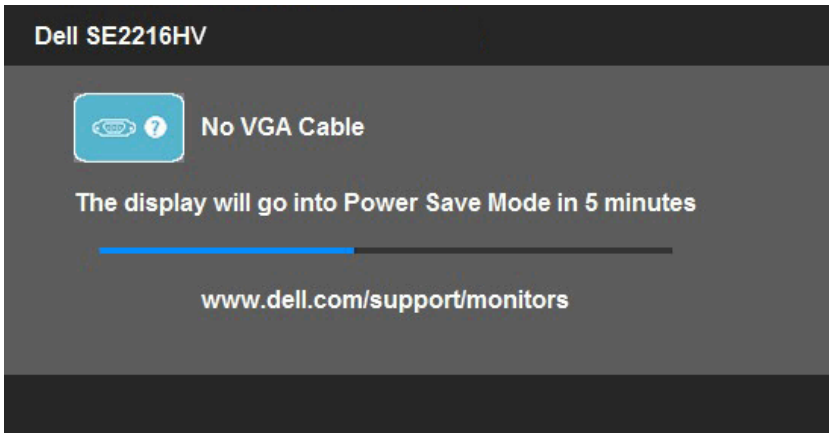 Dell SE2216HV
? No VGA Cable
The display will go into Power Save Mode in 5 minutes
www.dell.com/support/monitors